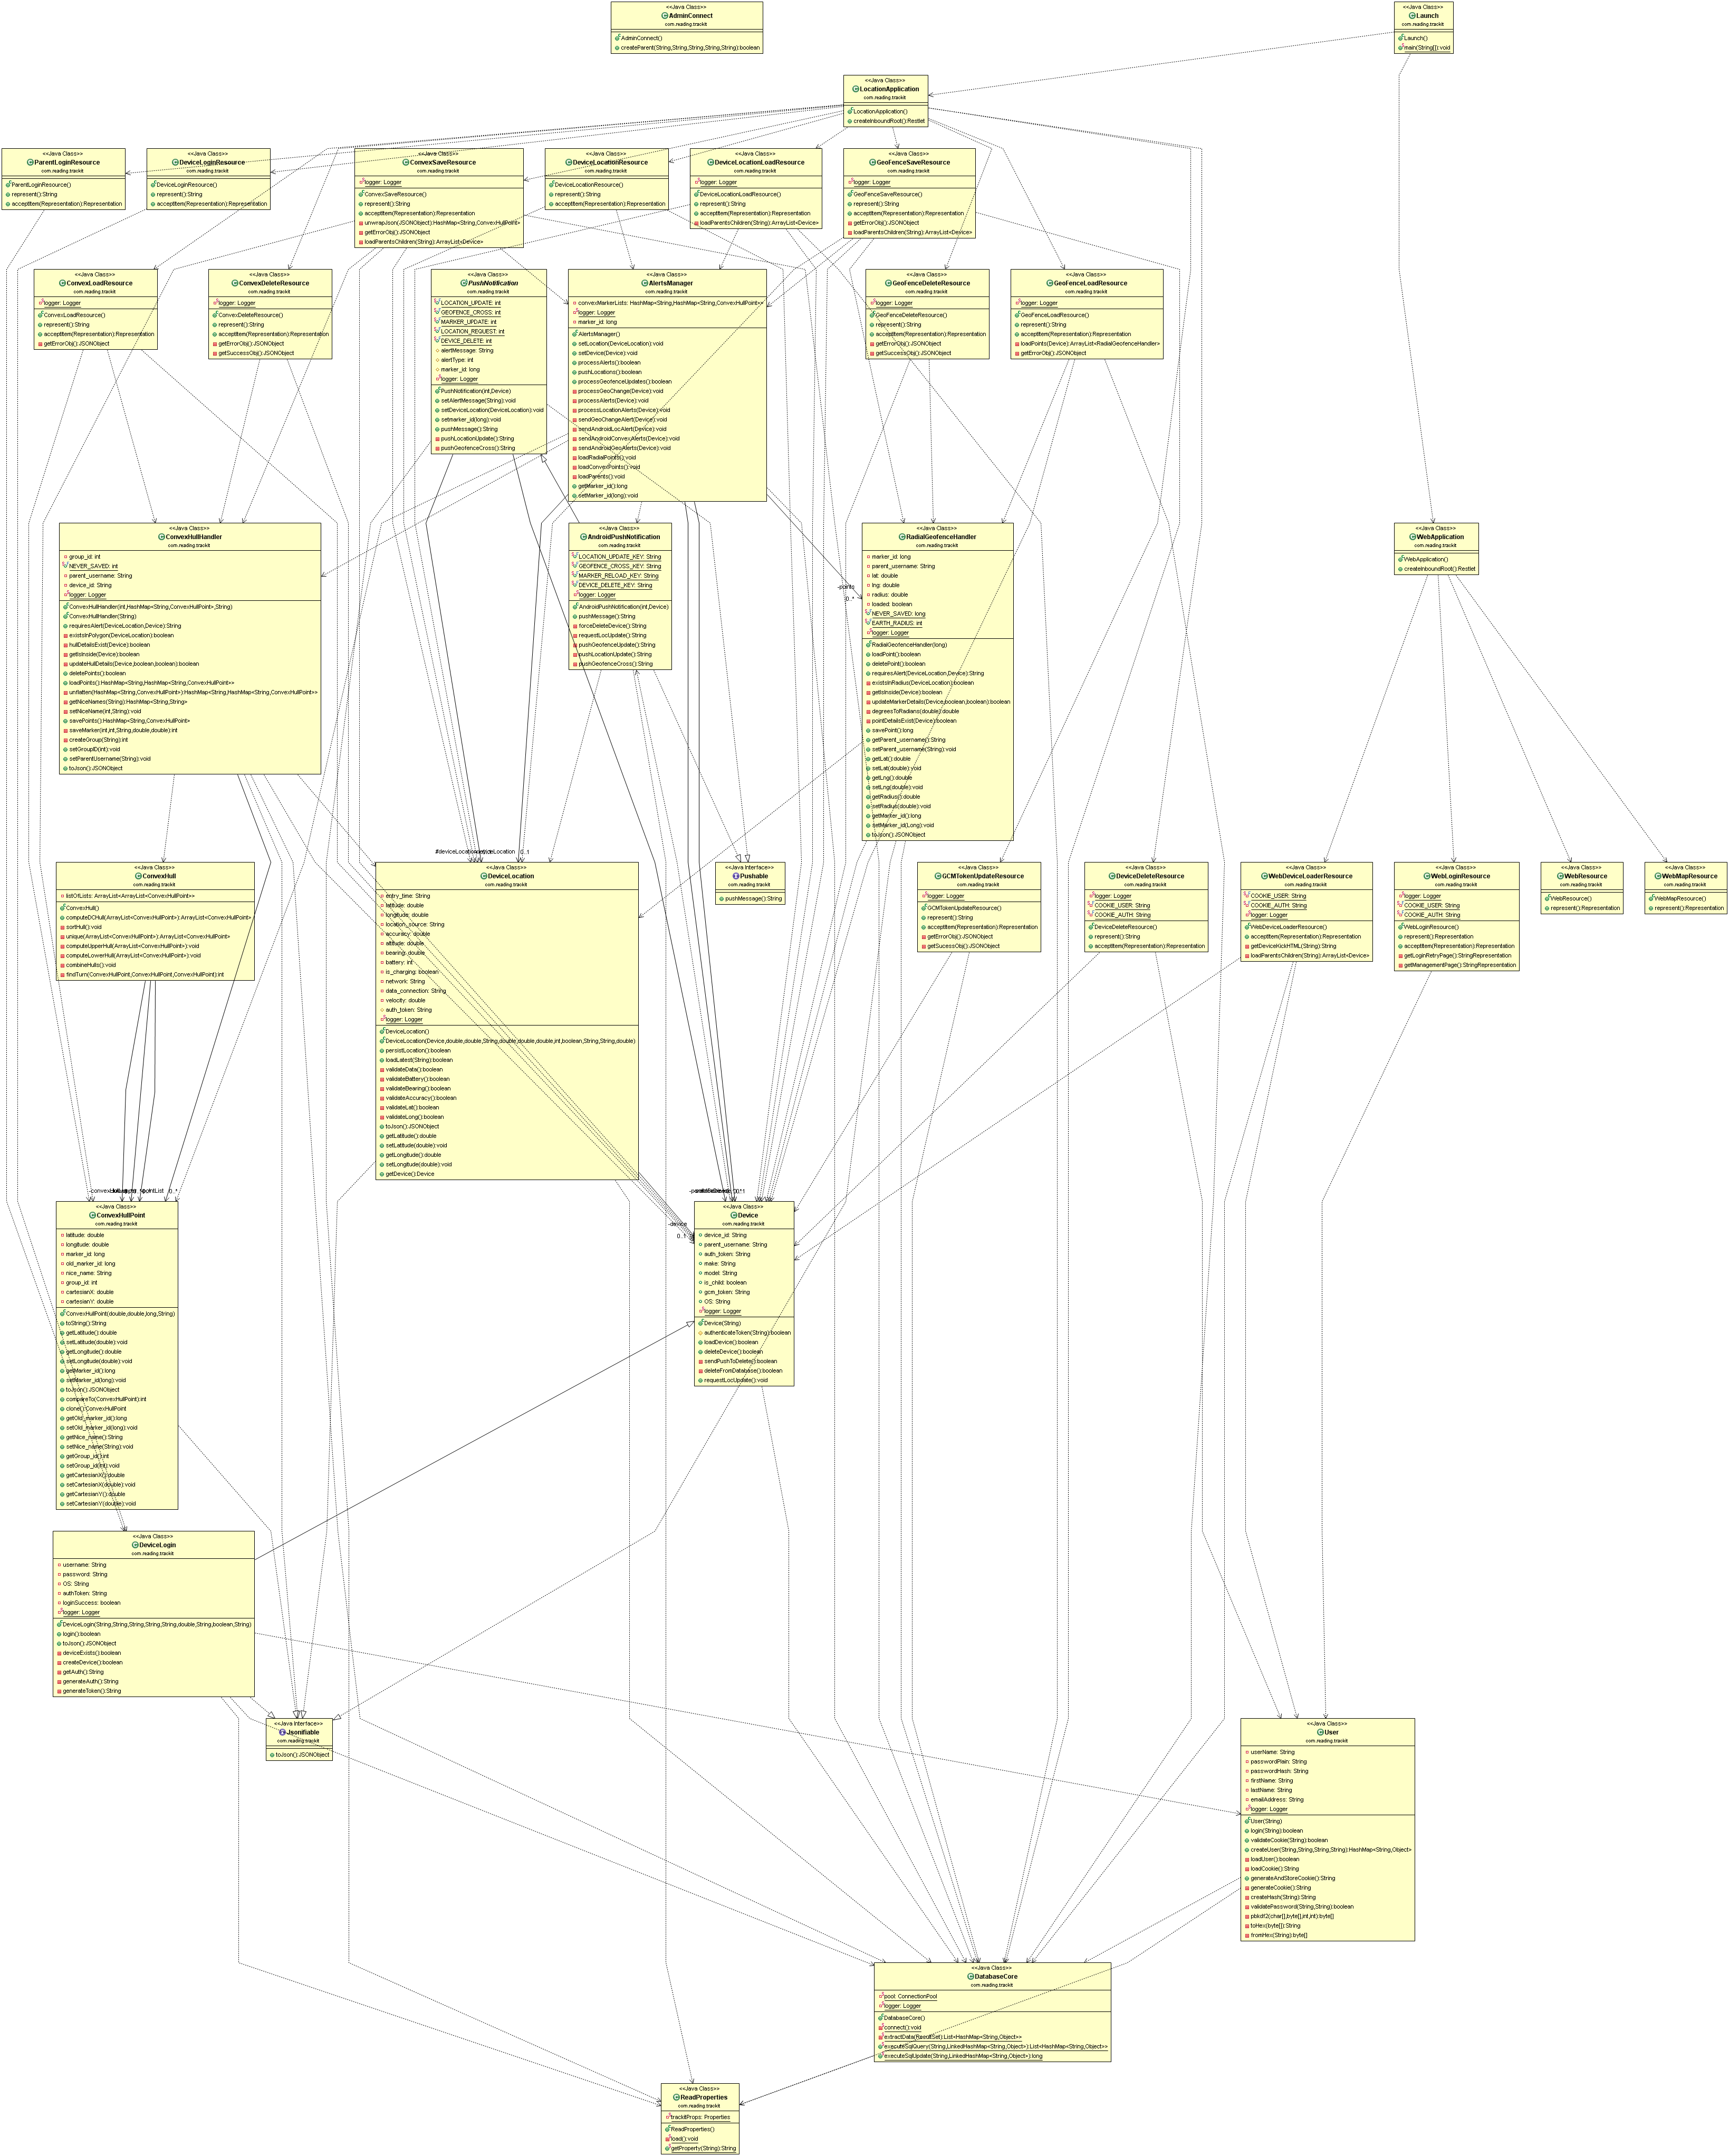 <<Java Class>>
AdminConnect
com.reading.trackit
AdminConnect()
createParent(String,String,String,String,String):boolean
<<Java Class>>
Launch
com.reading.trackit
Launch()
main(String[]):void
<<Java Class>>
LocationApplication
com.reading.trackit
LocationApplication()
createInboundRoot():Restlet
<<Java Class>>
ParentLoginResource
com.reading.trackit
ParentLoginResource()
represent():String
acceptItem(Representation):Representation
<<Java Class>>
DeviceLoginResource
com.reading.trackit
DeviceLoginResource()
represent():String
acceptItem(Representation):Representation
<<Java Class>>
ConvexSaveResource
com.reading.trackit
logger: Logger
ConvexSaveResource()
represent():String
acceptItem(Representation):Representation
unwrapJson(JSONObject):HashMap<String,ConvexHullPoint>
getErrorObj():JSONObject
loadParentsChildren(String):ArrayList<Device>
<<Java Class>>
DeviceLocationResource
com.reading.trackit
DeviceLocationResource()
represent():String
acceptItem(Representation):Representation
<<Java Class>>
DeviceLocationLoadResource
com.reading.trackit
logger: Logger
DeviceLocationLoadResource()
represent():String
acceptItem(Representation):Representation
loadParentsChildren(String):ArrayList<Device>
<<Java Class>>
GeoFenceSaveResource
com.reading.trackit
logger: Logger
GeoFenceSaveResource()
represent():String
acceptItem(Representation):Representation
getErrorObj():JSONObject
loadParentsChildren(String):ArrayList<Device>
<<Java Class>>
ConvexLoadResource
com.reading.trackit
logger: Logger
ConvexLoadResource()
represent():String
acceptItem(Representation):Representation
getErrorObj():JSONObject
<<Java Class>>
ConvexDeleteResource
com.reading.trackit
logger: Logger
ConvexDeleteResource()
represent():String
acceptItem(Representation):Representation
getErrorObj():JSONObject
getSuccessObj():JSONObject
<<Java Class>>
PushNotification
com.reading.trackit
LOCATION_UPDATE: int
GEOFENCE_CROSS: int
MARKER_UPDATE: int
LOCATION_REQUEST: int
DEVICE_DELETE: int
alertMessage: String
alertType: int
marker_id: long
logger: Logger
PushNotification(int,Device)
setAlertMessage(String):void
setDeviceLocation(DeviceLocation):void
setmarker_id(long):void
pushMessage():String
pushLocationUpdate():String
pushGeofenceCross():String
<<Java Class>>
AlertsManager
com.reading.trackit
convexMarkerLists: HashMap<String,HashMap<String,ConvexHullPoint>>
logger: Logger
marker_id: long
AlertsManager()
setLocation(DeviceLocation):void
setDevice(Device):void
processAlerts():boolean
pushLocations():boolean
processGeofenceUpdates():boolean
processGeoChange(Device):void
processAlerts(Device):void
processLocationAlerts(Device):void
sendGeoChangeAlert(Device):void
sendAndroidLocAlert(Device):void
sendAndroidConvexAlerts(Device):void
sendAndroidGeoAlerts(Device):void
loadRadialPoints():void
loadConvexPoints():void
loadParents():void
getMarker_id():long
setMarker_id(long):void
<<Java Class>>
GeoFenceDeleteResource
com.reading.trackit
logger: Logger
GeoFenceDeleteResource()
represent():String
acceptItem(Representation):Representation
getErrorObj():JSONObject
getSuccessObj():JSONObject
<<Java Class>>
GeoFenceLoadResource
com.reading.trackit
logger: Logger
GeoFenceLoadResource()
represent():String
acceptItem(Representation):Representation
loadPoints(Device):ArrayList<RadialGeofenceHandler>
getErrorObj():JSONObject
<<Java Class>>
ConvexHullHandler
com.reading.trackit
group_id: int
NEVER_SAVED: int
parent_username: String
device_id: String
logger: Logger
ConvexHullHandler(int,HashMap<String,ConvexHullPoint>,String)
ConvexHullHandler(String)
requiresAlert(DeviceLocation,Device):String
existsInPolygon(DeviceLocation):boolean
hullDetailsExist(Device):boolean
getIsInside(Device):boolean
updateHullDetails(Device,boolean,boolean):boolean
deletePoints():boolean
loadPoints():HashMap<String,HashMap<String,ConvexHullPoint>>
unflatten(HashMap<String,ConvexHullPoint>):HashMap<String,HashMap<String,ConvexHullPoint>>
getNiceNames(String):HashMap<String,String>
setNiceName(int,String):void
savePoints():HashMap<String,ConvexHullPoint>
saveMarker(int,int,String,double,double):int
createGroup(String):int
setGroupID(int):void
setParentUsername(String):void
toJson():JSONObject
<<Java Class>>
AndroidPushNotification
com.reading.trackit
LOCATION_UPDATE_KEY: String
GEOFENCE_CROSS_KEY: String
MARKER_RELOAD_KEY: String
DEVICE_DELETE_KEY: String
logger: Logger
AndroidPushNotification(int,Device)
pushMessage():String
forceDeleteDevice():String
requestLocUpdate():String
pushGeofenceUpdate():String
pushLocationUpdate():String
pushGeofenceCross():String
-points
0..*
<<Java Class>>
RadialGeofenceHandler
com.reading.trackit
marker_id: long
parent_username: String
lat: double
lng: double
radius: double
loaded: boolean
NEVER_SAVED: long
EARTH_RADIUS: int
logger: Logger
RadialGeofenceHandler(long)
loadPoint():boolean
deletePoint():boolean
requiresAlert(DeviceLocation,Device):String
existsInRadius(DeviceLocation):boolean
getIsInside(Device):boolean
updateMarkerDetails(Device,boolean,boolean):boolean
degreesToRadians(double):double
pointDetailsExist(Device):boolean
savePoint():long
getParent_username():String
setParent_username(String):void
getLat():double
setLat(double):void
getLng():double
setLng(double):void
getRadius():double
setRadius(double):void
getMarker_id():long
setMarker_id(Long):void
toJson():JSONObject
<<Java Class>>
WebApplication
com.reading.trackit
WebApplication()
createInboundRoot():Restlet
<<Java Class>>
ConvexHull
com.reading.trackit
listOfLists: ArrayList<ArrayList<ConvexHullPoint>>
ConvexHull()
computeDCHull(ArrayList<ConvexHullPoint>):ArrayList<ConvexHullPoint>
sortHull():void
unique(ArrayList<ConvexHullPoint>):ArrayList<ConvexHullPoint>
computeUpperHull(ArrayList<ConvexHullPoint>):void
computeLowerHull(ArrayList<ConvexHullPoint>):void
combineHulls():void
findTurn(ConvexHullPoint,ConvexHullPoint,ConvexHullPoint):int
0..1
<<Java Class>>
DeviceLocation
com.reading.trackit
entry_time: String
latitude: double
longitude: double
location_source: String
accuracy: double
altitude: double
bearing: double
battery: int
is_charging: boolean
network: String
data_connection: String
velocity: double
auth_token: String
logger: Logger
DeviceLocation()
DeviceLocation(Device,double,double,String,double,double,double,int,boolean,String,String,double)
persistLocation():boolean
loadLatest(String):boolean
validateData():boolean
validateBattery():boolean
validateBearing():boolean
validateAccuracy():boolean
validateLat():boolean
validateLong():boolean
toJson():JSONObject
getLatitude():double
setLatitude(double):void
getLongitude():double
setLongitude(double):void
getDevice():Device
<<Java Interface>>
Pushable
com.reading.trackit
pushMessage():String
<<Java Class>>
GCMTokenUpdateResource
com.reading.trackit
logger: Logger
GCMTokenUpdateResource()
represent():String
acceptItem(Representation):Representation
getErrorObj():JSONObject
getSucessObj():JSONObject
<<Java Class>>
DeviceDeleteResource
com.reading.trackit
logger: Logger
COOKIE_USER: String
COOKIE_AUTH: String
DeviceDeleteResource()
represent():String
acceptItem(Representation):Representation
<<Java Class>>
WebDeviceLoaderResource
com.reading.trackit
COOKIE_USER: String
COOKIE_AUTH: String
logger: Logger
WebDeviceLoaderResource()
acceptItem(Representation):Representation
getDeviceKickHTML(String):String
loadParentsChildren(String):ArrayList<Device>
<<Java Class>>
WebLoginResource
com.reading.trackit
logger: Logger
COOKIE_USER: String
COOKIE_AUTH: String
WebLoginResource()
represent():Representation
acceptItem(Representation):Representation
getLoginRetryPage():StringRepresentation
getManagementPage():StringRepresentation
<<Java Class>>
WebResource
com.reading.trackit
WebResource()
represent():Representation
<<Java Class>>
WebMapResource
com.reading.trackit
WebMapResource()
represent():Representation
0..*
<<Java Class>>
ConvexHullPoint
com.reading.trackit
latitude: double
longitude: double
marker_id: long
old_marker_id: long
nice_name: String
group_id: int
cartesianX: double
cartesianY: double
ConvexHullPoint(double,double,long,String)
toString():String
getLatitude():double
setLatitude(double):void
getLongitude():double
setLongitude(double):void
getMarker_id():long
setMarker_id(long):void
toJson():JSONObject
compareTo(ConvexHullPoint):int
clone():ConvexHullPoint
getOld_marker_id():long
setOld_marker_id(long):void
getNice_name():String
setNice_name(String):void
getGroup_id():int
setGroup_id(int):void
getCartesianX():double
setCartesianX(double):void
getCartesianY():double
setCartesianY(double):void
-device
0..1
<<Java Class>>
Device
com.reading.trackit
device_id: String
parent_username: String
auth_token: String
make: String
model: String
is_child: boolean
gcm_token: String
OS: String
logger: Logger
Device(String)
authenticateToken(String):boolean
loadDevice():boolean
deleteDevice():boolean
sendPushToDelete():boolean
deleteFromDatabase():boolean
requestLocUpdate():void
<<Java Class>>
DeviceLogin
com.reading.trackit
username: String
password: String
OS: String
authToken: String
loginSuccess: boolean
logger: Logger
DeviceLogin(String,String,String,String,String,double,String,boolean,String)
login():boolean
toJson():JSONObject
deviceExists():boolean
createDevice():boolean
getAuth():String
generateAuth():String
generateToken():String
<<Java Interface>>
Jsonifiable
com.reading.trackit
toJson():JSONObject
<<Java Class>>
User
com.reading.trackit
userName: String
passwordPlain: String
passwordHash: String
firstName: String
lastName: String
emailAddress: String
logger: Logger
User(String)
login(String):boolean
validateCookie(String):boolean
createUser(String,String,String,String):HashMap<String,Object>
loadUser():boolean
loadCookie():String
generateAndStoreCookie():String
generateCookie():String
createHash(String):String
validatePassword(String,String):boolean
pbkdf2(char[],byte[],int,int):byte[]
toHex(byte[]):String
fromHex(String):byte[]
<<Java Class>>
DatabaseCore
com.reading.trackit
pool: ConnectionPool
logger: Logger
DatabaseCore()
connect():void
extractData(ResultSet):List<HashMap<String,Object>>
executeSqlQuery(String,LinkedHashMap<String,Object>):List<HashMap<String,Object>>
executeSqlUpdate(String,LinkedHashMap<String,Object>):long
<<Java Class>>
ReadProperties
com.reading.trackit
trackitProps: Properties
ReadProperties()
load():void
getProperty(String):String